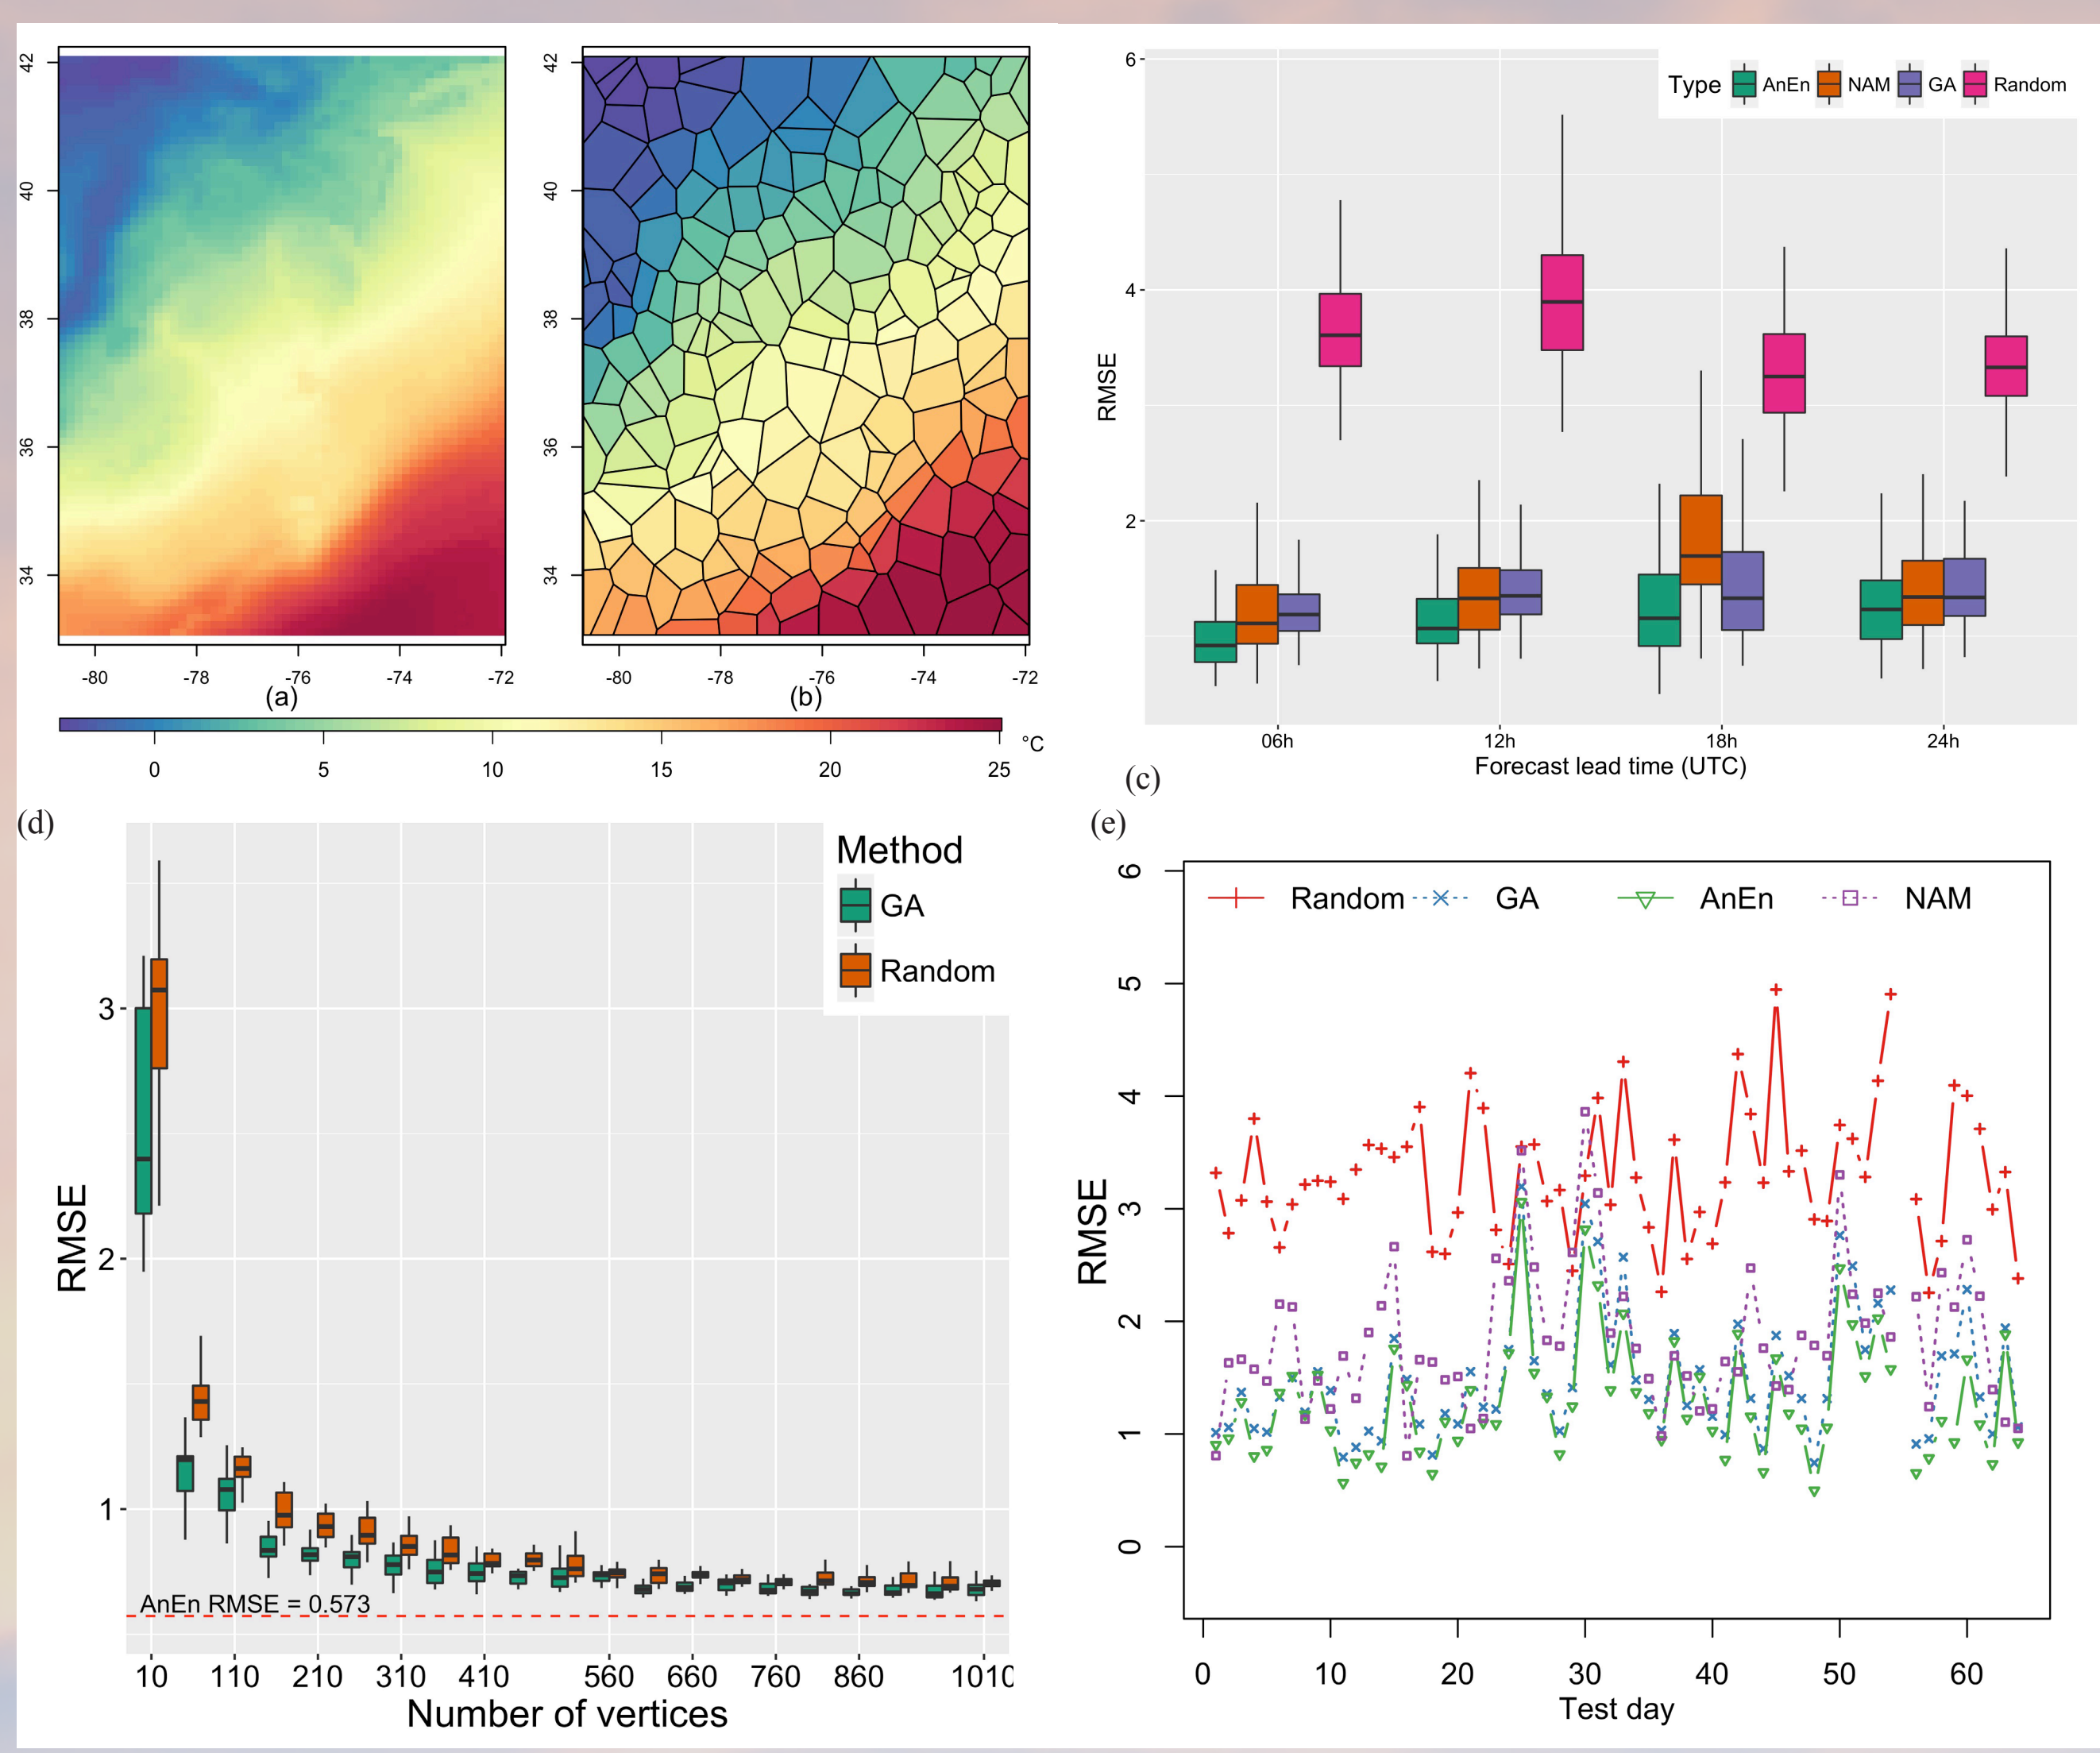 42
40
38
36
34
-80 -78 -76 -74 -72
(a)
42
40
38
36
34
-80 -78 -76 -74 -72
(b)
0 5 10 15 20 25
°C
Type AnEn NAM GA Random
6
4
2
RMSE
06h 12h 18h 24h
Forecast lead time (UTC)
(c)
(d)
Method
GA
Random
3
2
1
RMSE
AnEn RMSE = 0.573
10 110 210 310 410 560 660 760 860 1010
Number of vertices
(e)
Random GA AnEn NAM
6
5
4
3
2
1
0
RMSE
0 10 20 30 40 50 60
Test day